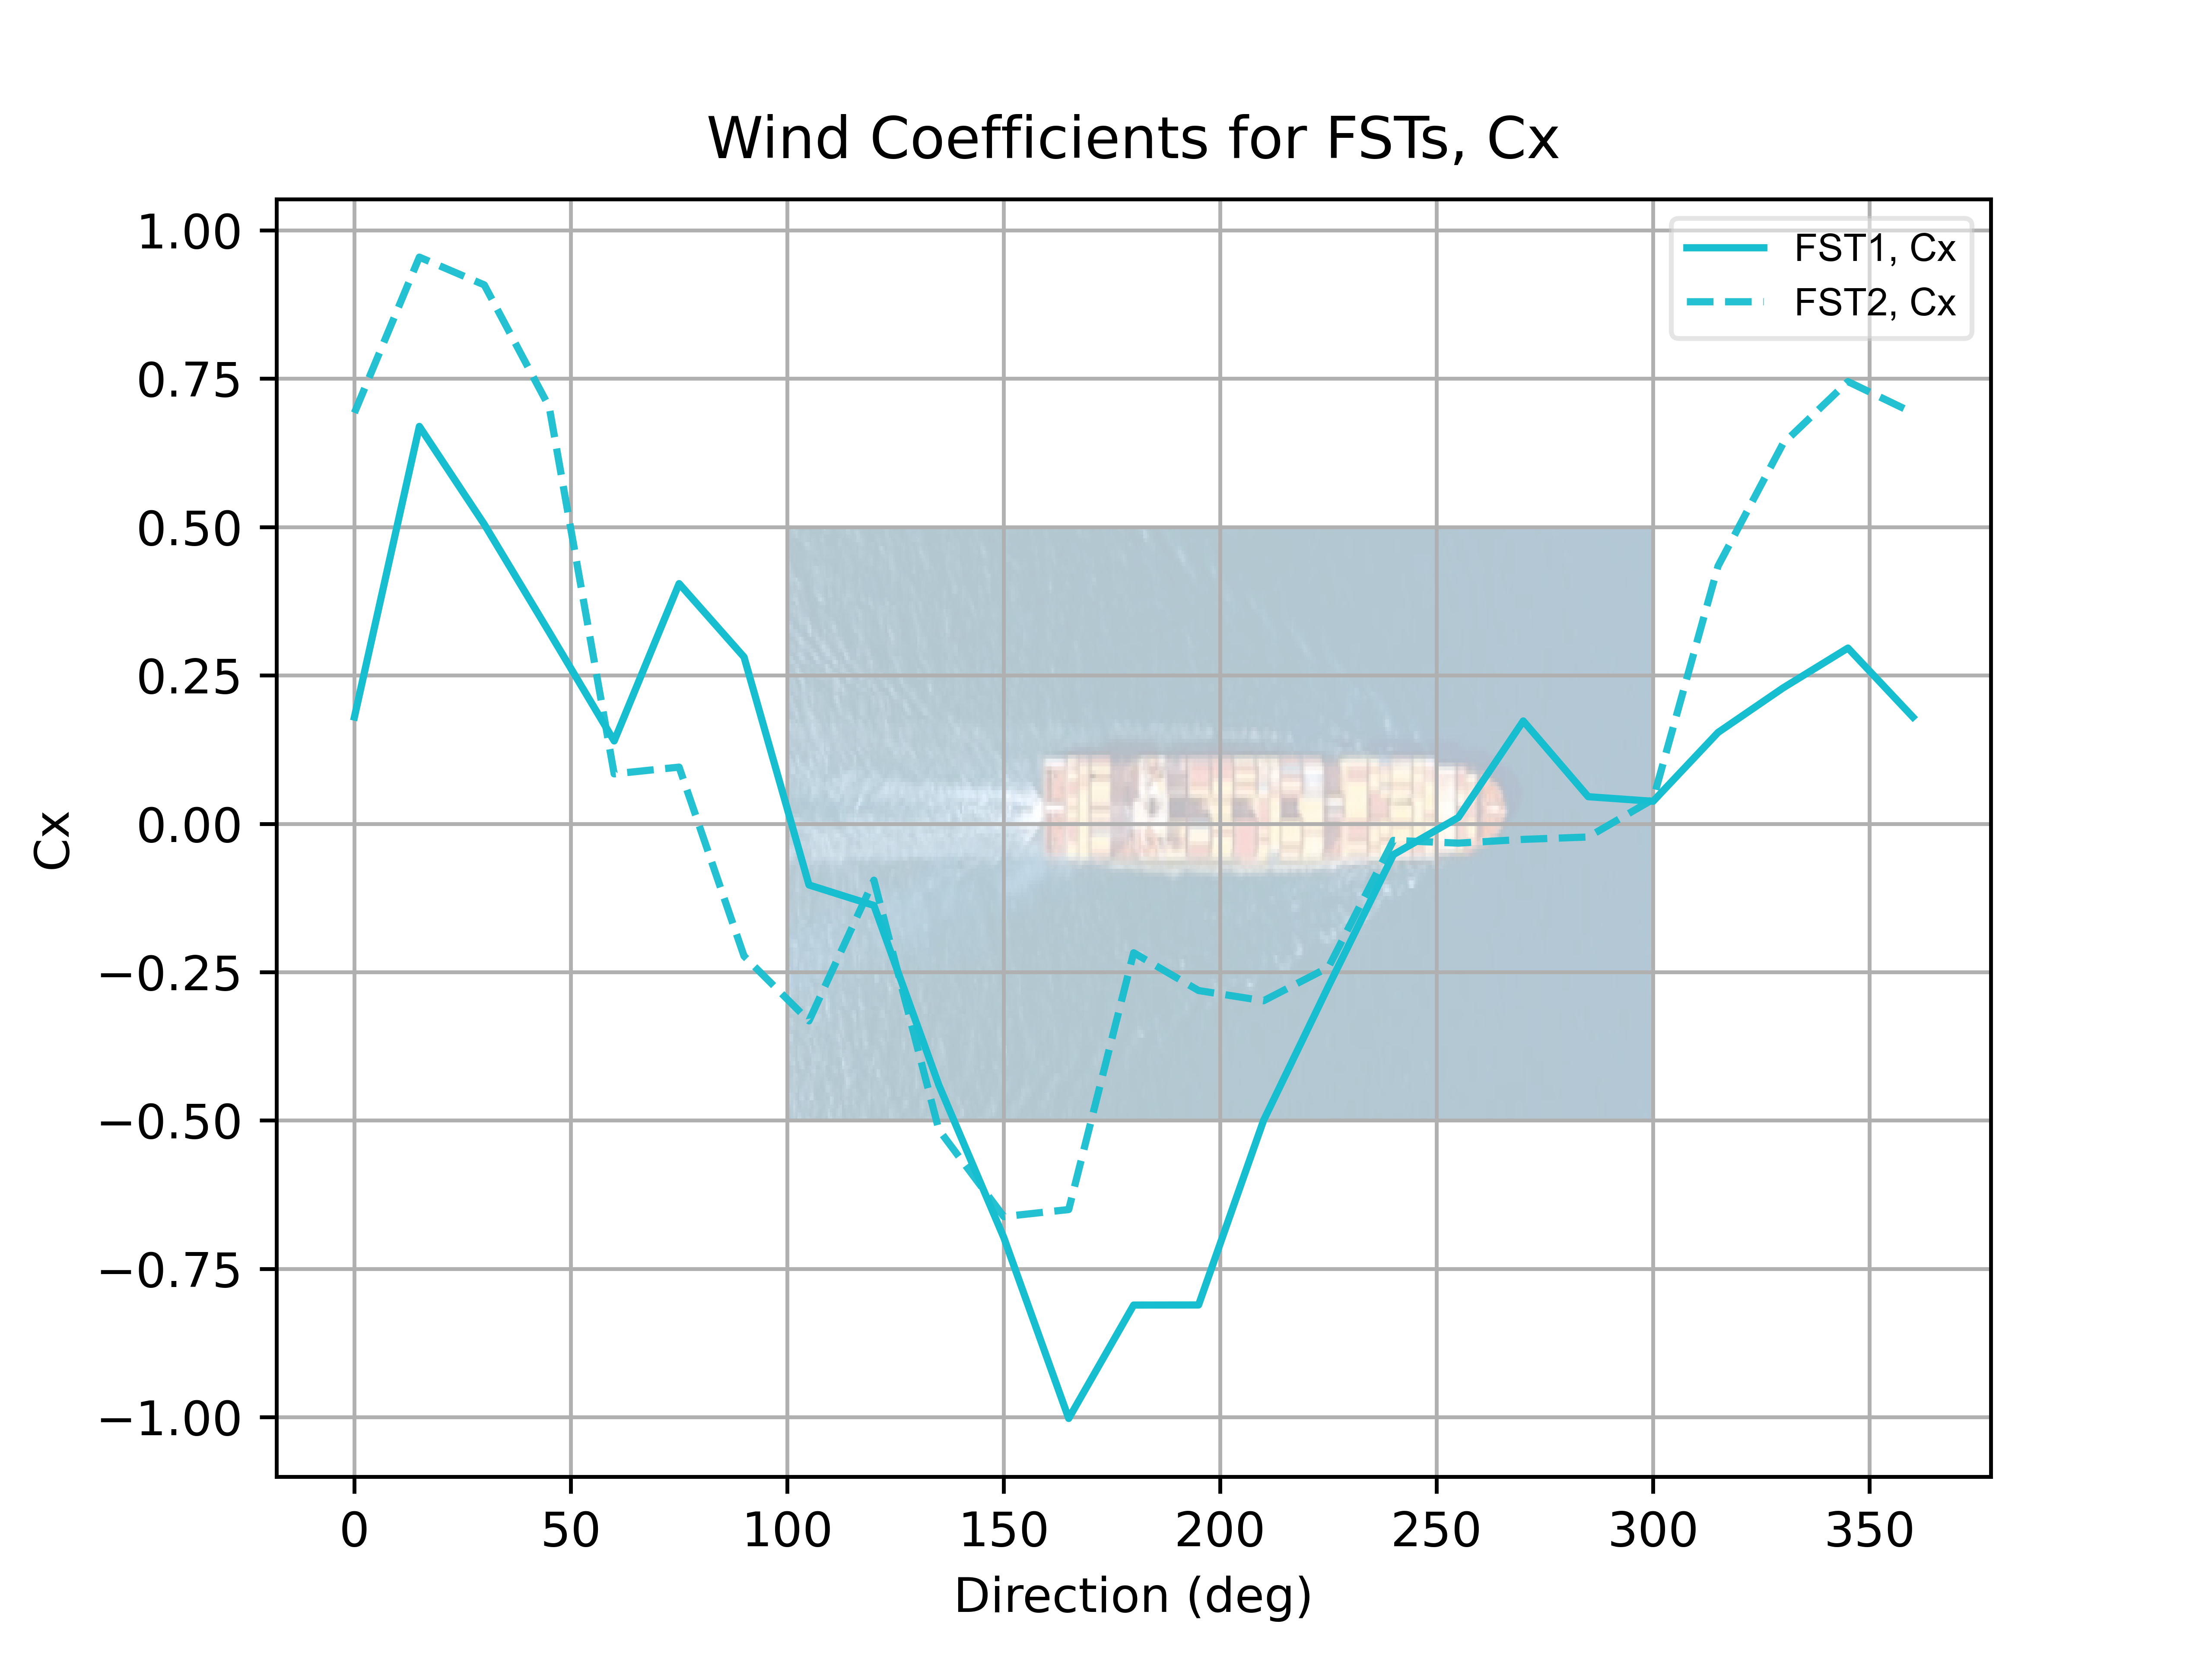 Wind Coefficients for FSTs, Cx
1.00
0.75
0.50
0.25
0.00
−0.25
−0.50
−0.75
−1.00
Cx
FST1, Cx
FST2, Cx
0 50 100 150 200 250 300 350
Direction (deg)